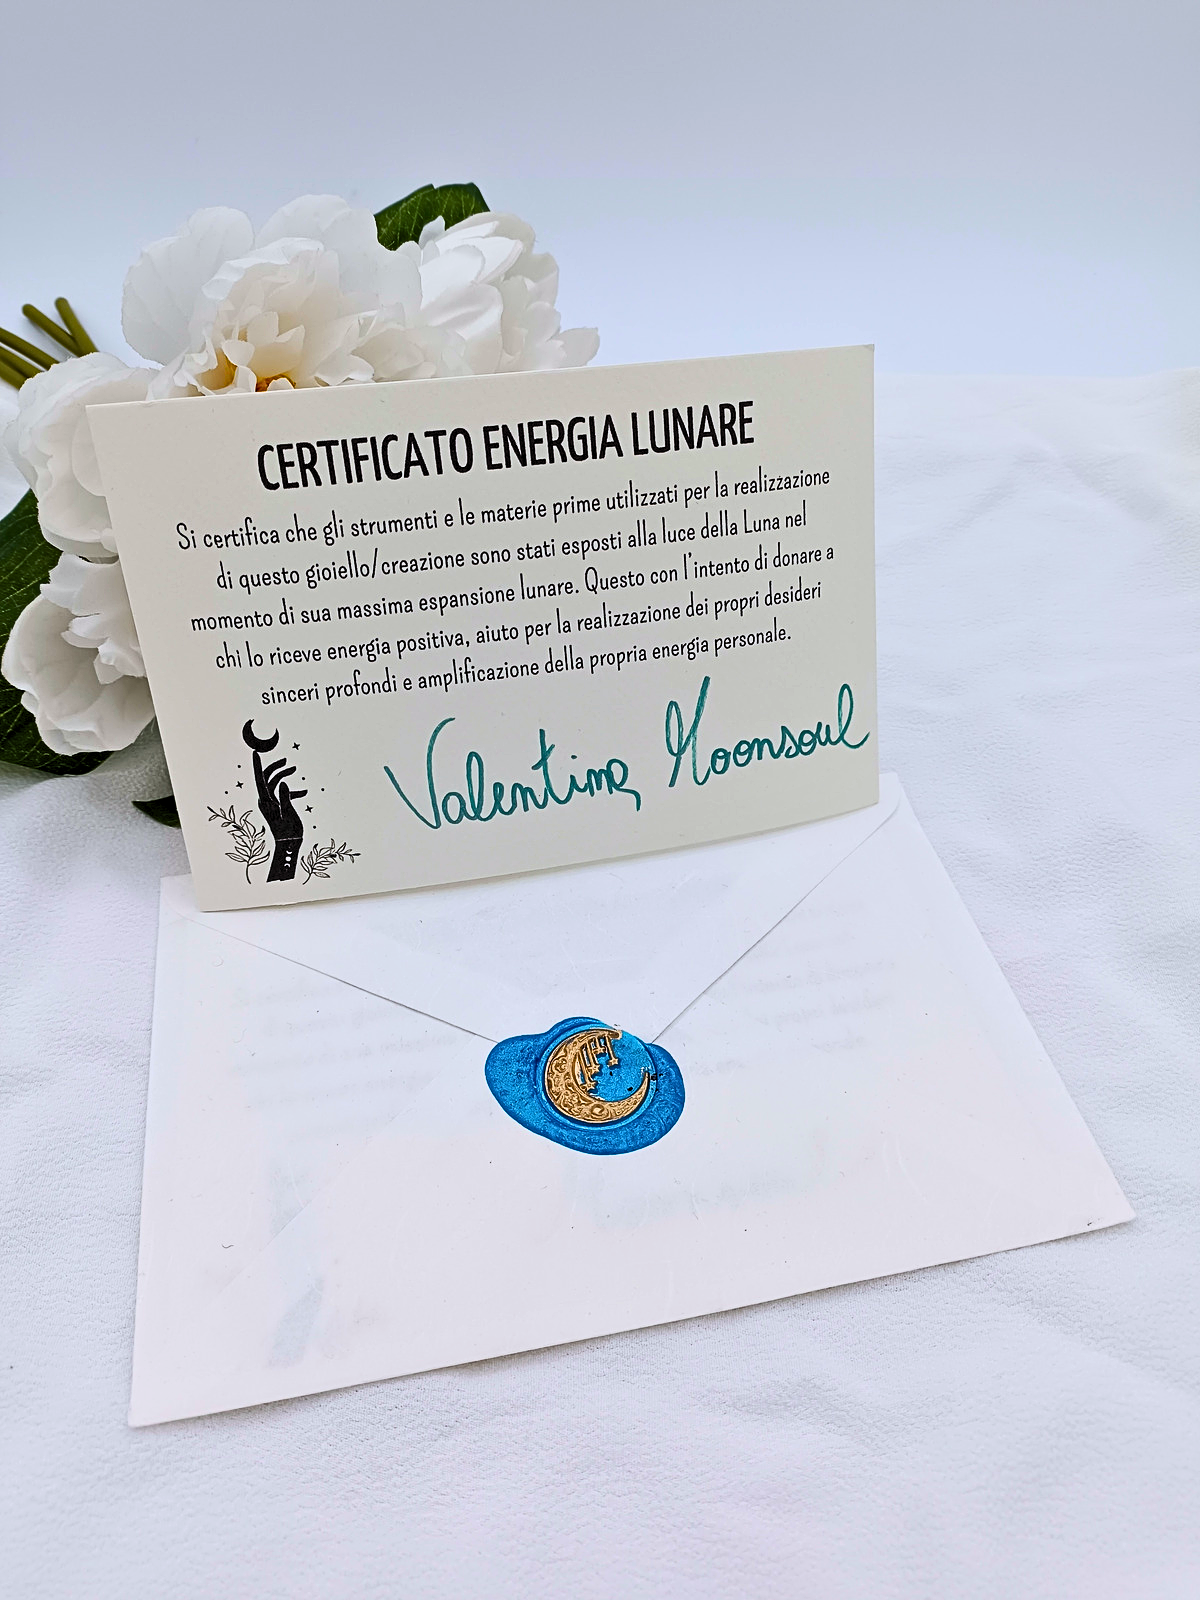 CERTIFICATO ENERGIA LUNARE
Si certifica che gli strumenti e le materie prime utilizzati per la realizzazione
di questo gioiello/creazione sono stati esposti alla luce della Luna nel
momento di sua massima espansione lunare. Questo con l'intento di donare a
chi lo riceve energia positiva, aiuto per la realizzazione dei propri desideri
sinceri profondi e amplificazione della propria energia personale.
Valentina Moonsoul